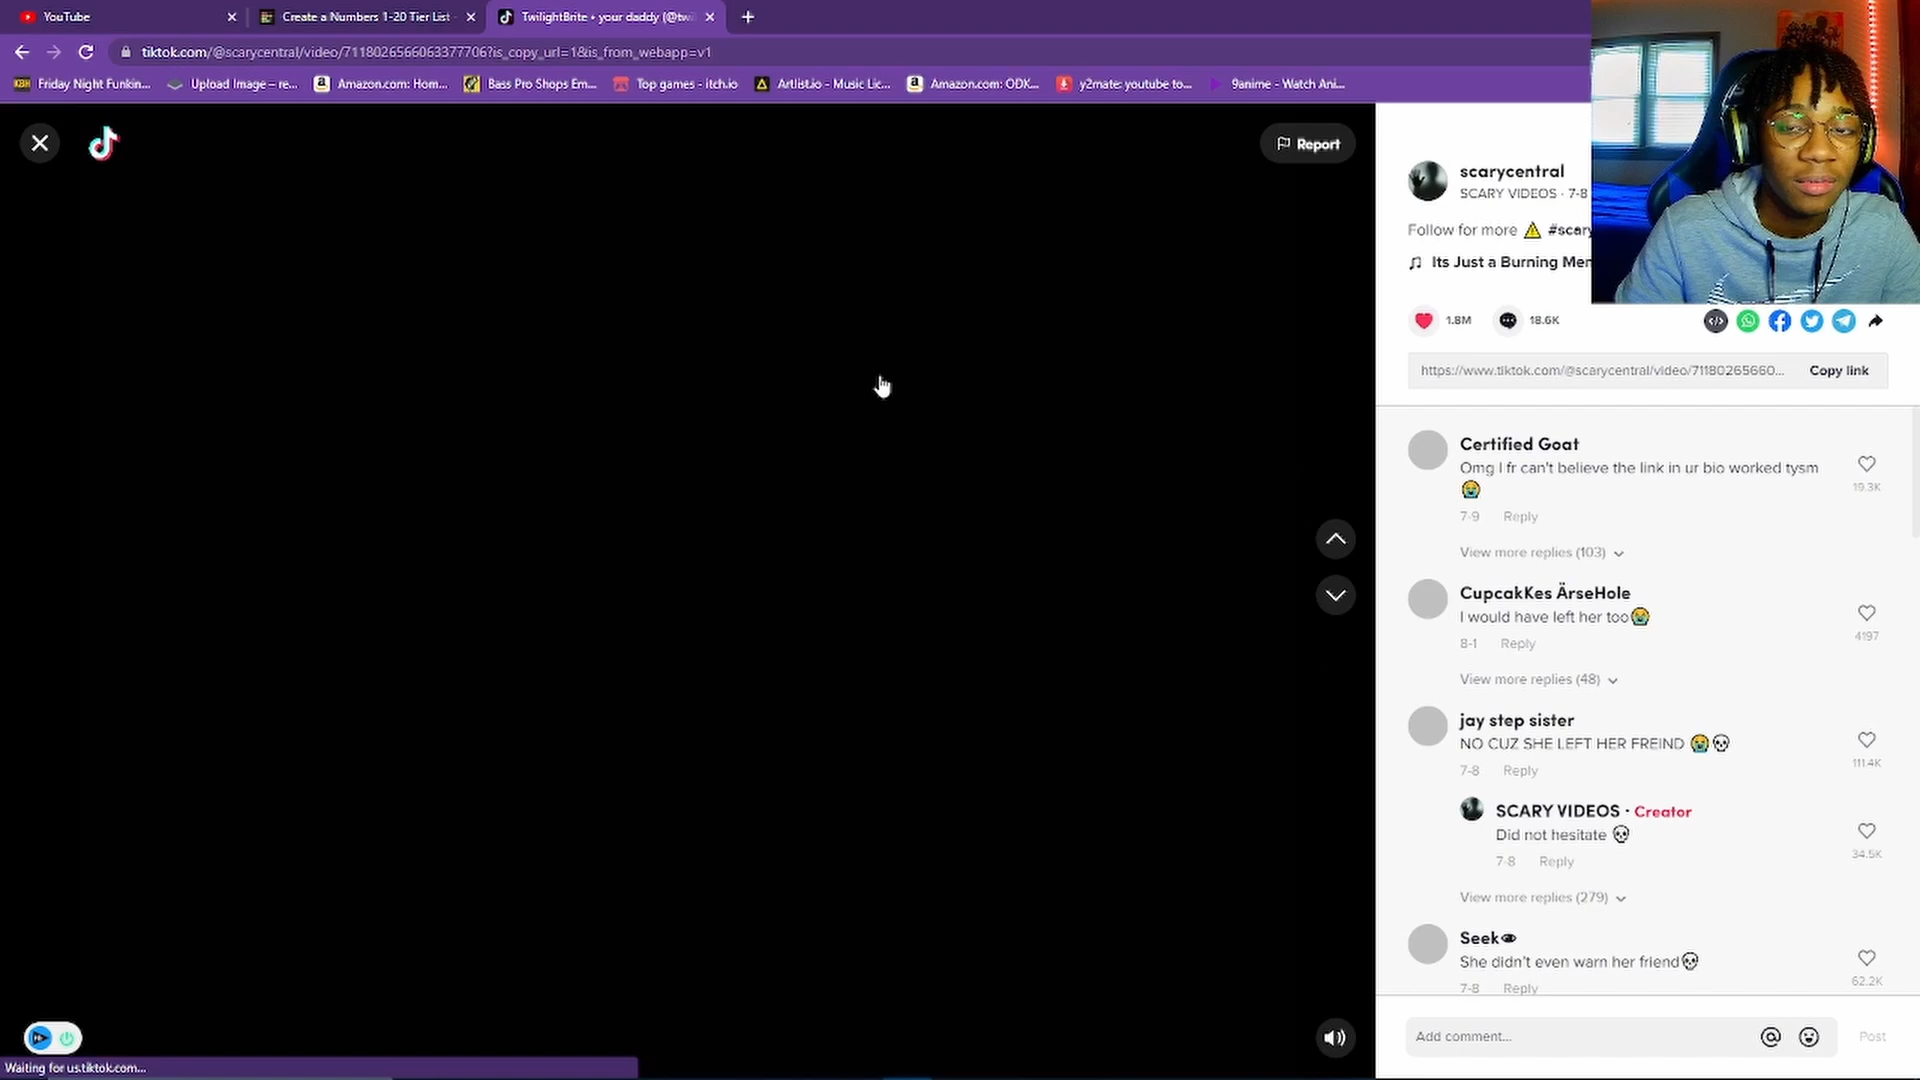 YouTube
Create a Numbers 1-20 Tier List
TwilightBrite • your daddy (@twi
tiktok.com/@scarycentral/video/7118026566063377706?is_copy_url=1&is_from_webapp=v1
Friday Night Funkin...
Upload Image – re...
Amazon.com: Hom...
Bass Pro Shops Em...
Top games - itch.io
Artlist.io - Music Lic...
Amazon.com: ODK...
y2mate: youtube to...
9anime - Watch Ani...
Report
scarycentral
SCARY VIDEOS · 7-8
Follow for more ⚠️ #scary
Its Just a Burning Mem
1.8M
18.6K
https://www.tiktok.com/@scarycentral/video/71180265660...
Copy link
Certified Goat
Omg I fr can't believe the link in ur bio worked tysm
😭
19.3K
7-9 Reply
View more replies (103)
CupcakKes ÄrseHole
I would have left her too😭
4197
8-1 Reply
View more replies (48)
jay step sister
NO CUZ SHE LEFT HER FREIND 😭💀
111.4K
7-8 Reply
SCARY VIDEOS · Creator
Did not hesitate 💀
34.5K
7-8 Reply
View more replies (279)
Seek👁
She didn't even warn her friend💀
62.2K
7-8 Reply
Add comment...
Post
Waiting for us.tiktok.com...